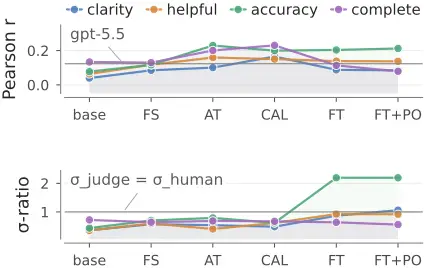 clarity helpful accuracy complete
Pearson r
gpt-5.5
0.2
0.0
base FS AT CAL FT FT+PO
σ-ratio
σ_judge = σ_human
2
1
base FS AT CAL FT FT+PO